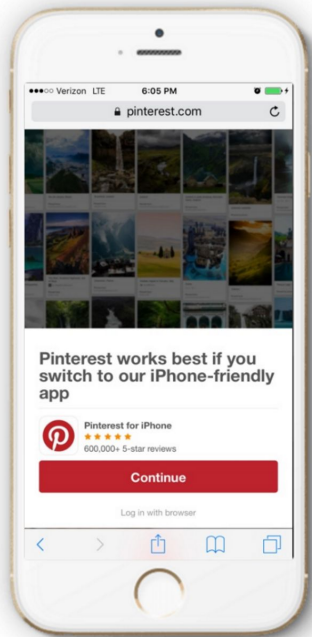 Verizon LTE 6:05 PM
pinterest.com
Pinterest works best if you
switch to our iPhone-friendly
app
Pinterest for iPhone
600,000+ 5-star reviews
Continue
Log in with browser